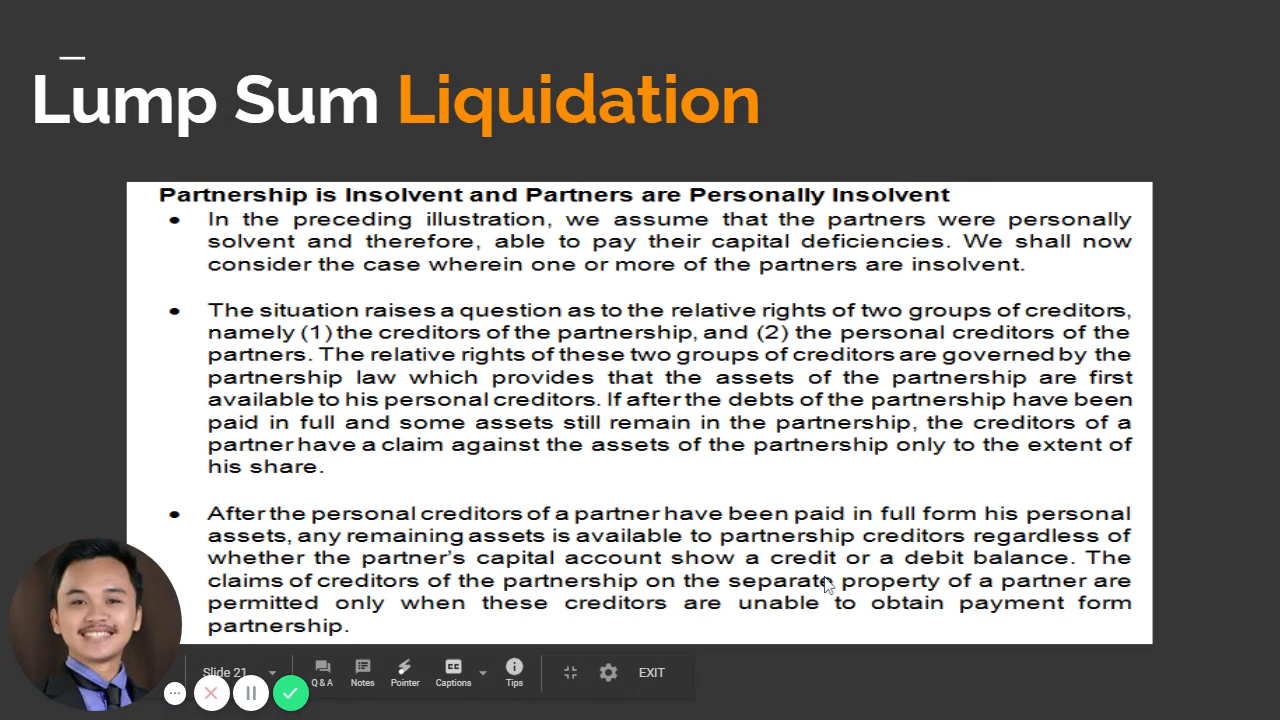 Lump Sum Liquidation
Partnership is Insolvent and Partners are Personally Insolvent
• In the preceding illustration, we assume that the partners were personally
solvent and therefore, able to pay their capital deficiencies. We shall now
consider the case wherein one or more of the partners are insolvent.
• The situation raises a question as to the relative rights of two groups of creditors,
namely (1) the creditors of the partnership, and (2) the personal creditors of the
partners. The relative rights of these two groups of creditors are governed by the
partnership law which provides that the assets of the partnership are first
available to his personal creditors. If after the debts of the partnership have been
paid in full and some assets still remain in the partnership, the creditors of a
partner have a claim against the assets of the partnership only to the extent of
his share.
• After the personal creditors of a partner have been paid in full form his personal
assets, any remaining assets is available to partnership creditors regardless of
whether the partner's capital account show a credit or a debit balance. The
claims of creditors of the partnership on the separate property of a partner are
permitted only when these creditors are unable to obtain payment form
partnership.
Slide 21
Q & A
Notes
Pointer
Captions
Tips
EXIT